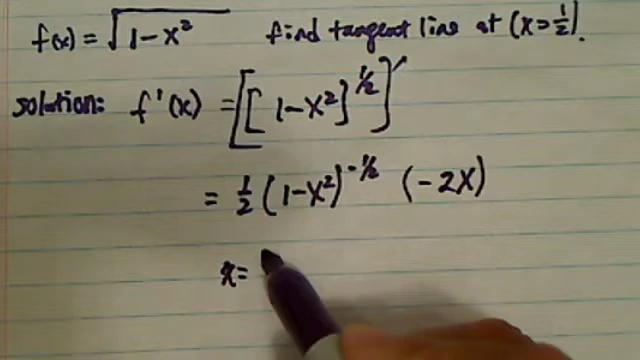 f(x) = √1-x² find tangent line at (x=1/2).
solution: f'(x) = [[1-x²]^1/2]'
= 1/2 (1-x²)^-1/2 (-2x)
x=